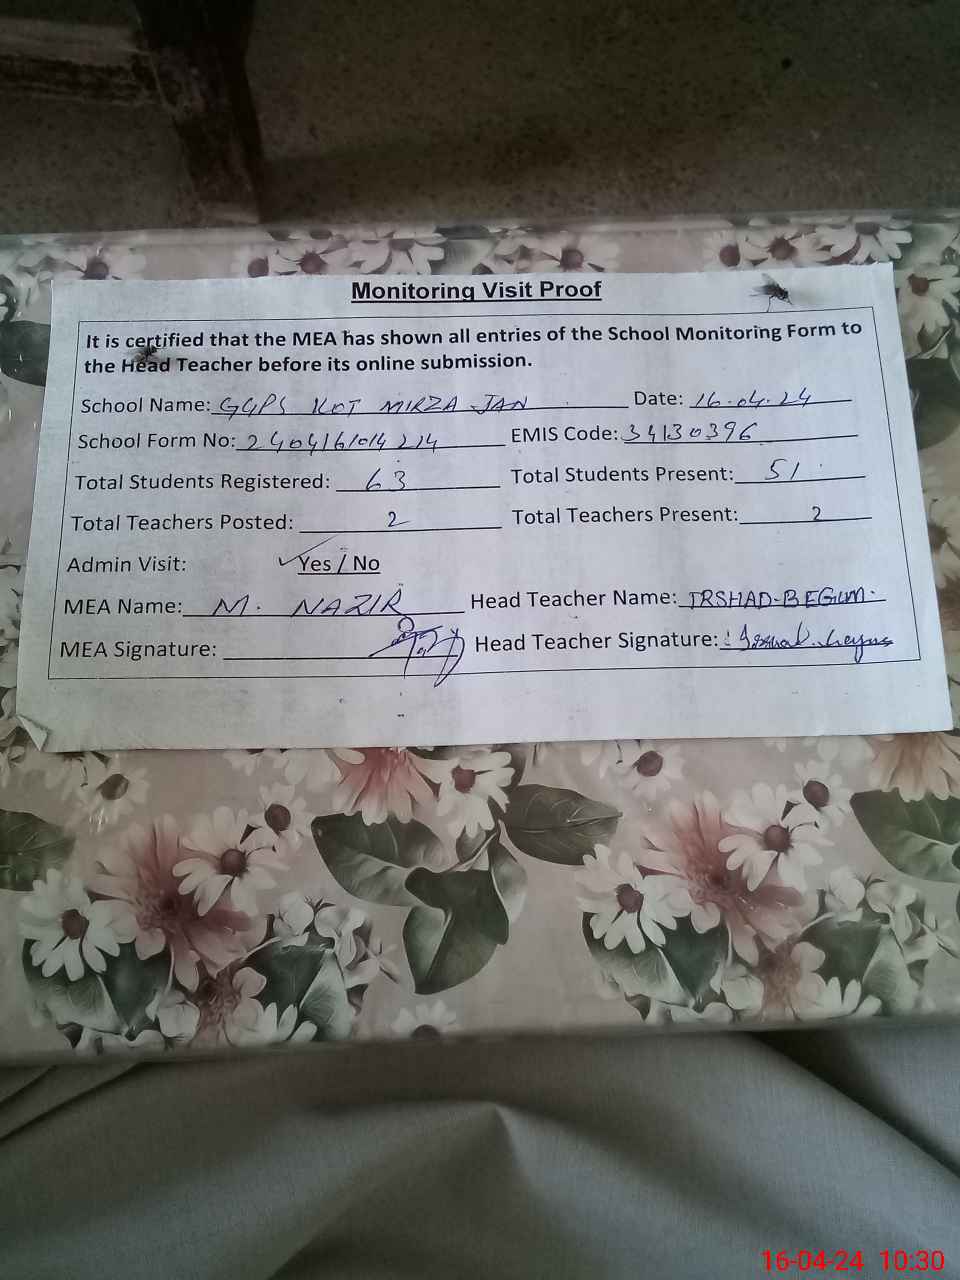 Monitoring Visit Proof
It is certified that the MEA has shown all entries of the School Monitoring Form to
the Head Teacher before its online submission.
School Name: GGPS KOT MIRZA JAN Date: 16.04.24
School Form No: 2404161014214 EMIS Code: 34130396
Total Students Registered: 63 Total Students Present: 51
Total Teachers Posted: 2 Total Teachers Present: 2
Admin Visit: Yes / No
MEA Name: M. NAZIR Head Teacher Name: IRSHAD BEGUM.
MEA Signature: Head Teacher Signature:
16-04-24 10:30